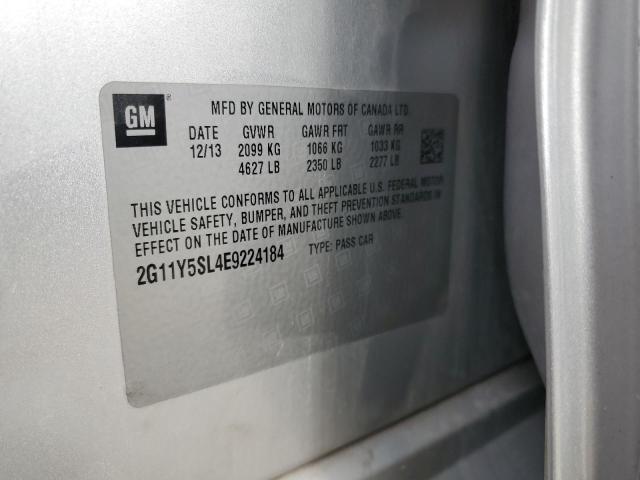 GM®
MFD BY GENERAL MOTORS OF CANADA LTD.
DATE GVWR GAWR FRT GAWR RR
12/13 2099 KG 1066 KG 1033 KG
4627 LB 2350 LB 2277 LB
THIS VEHICLE CONFORMS TO ALL APPLICABLE U.S. FEDERAL MOTOR
VEHICLE SAFETY, BUMPER, AND THEFT PREVENTION STANDARDS IN
EFFECT ON THE DATE OF MANUFACTURE SHOWN ABOVE.
2G11Y5SL4E9224184 TYPE: PASS CAR